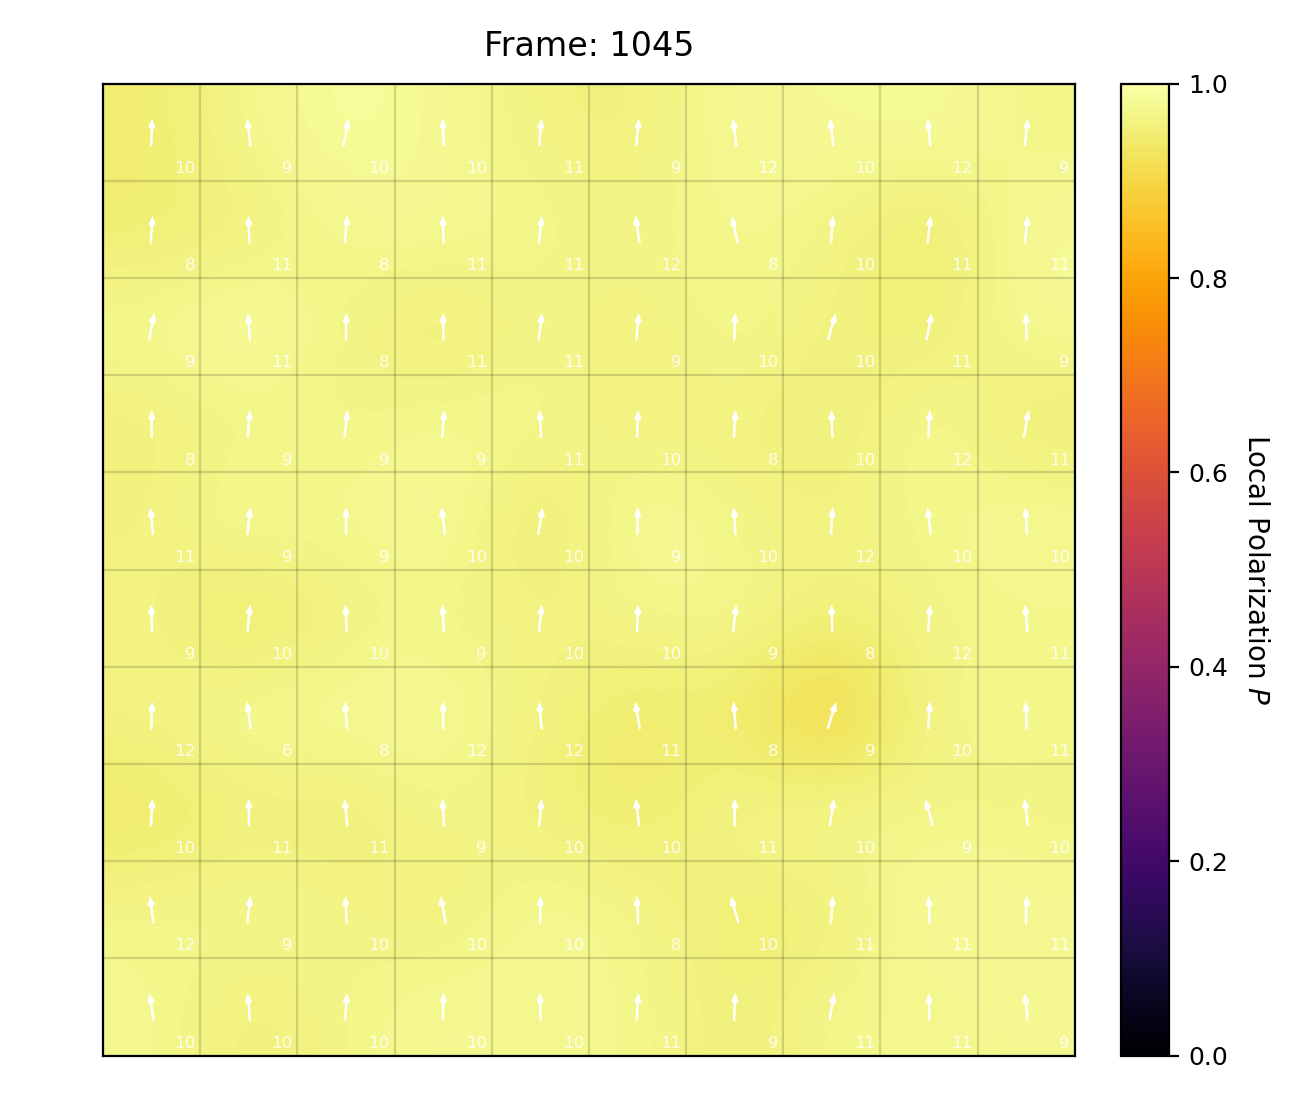 Frame: 1045
10 9 10 10 11 9 12 10 12 9
8 11 8 11 11 12 8 10 11 11
9 11 8 11 11 9 10 10 11 9
8 9 9 9 11 10 8 10 12 11
11 9 9 10 10 9 10 12 10 10
9 10 10 9 10 10 9 8 12 11
12 6 8 12 12 11 8 9 10 11
10 11 11 9 10 10 11 10 9 10
12 9 10 10 10 8 10 11 11 11
10 10 10 10 10 11 9 11 11 9
1.0
0.8
0.6
0.4
0.2
0.0
Local Polarization P